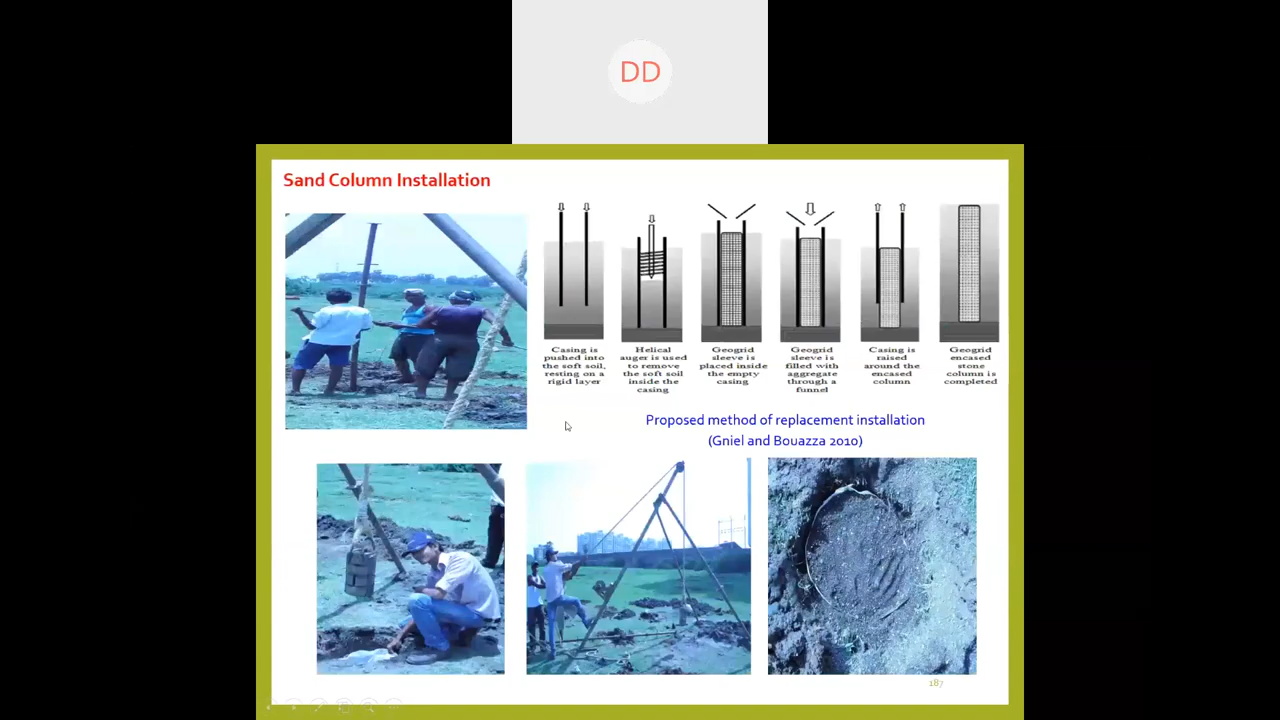 DD
Sand Column Installation
Casing is
pushed into
the soft soil,
resting on a
rigid layer
Helical
auger is used
to remove
the soft soil
inside the
casing
Geogrid
sleeve is
placed inside
the empty
casing
Geogrid
sleeve is
filled with
aggregate
through a
funnel
Casing is
raised
around the
encased
column
Geogrid
encased
stone
column is
completed
Proposed method of replacement installation
(Gniel and Bouazza 2010)
187